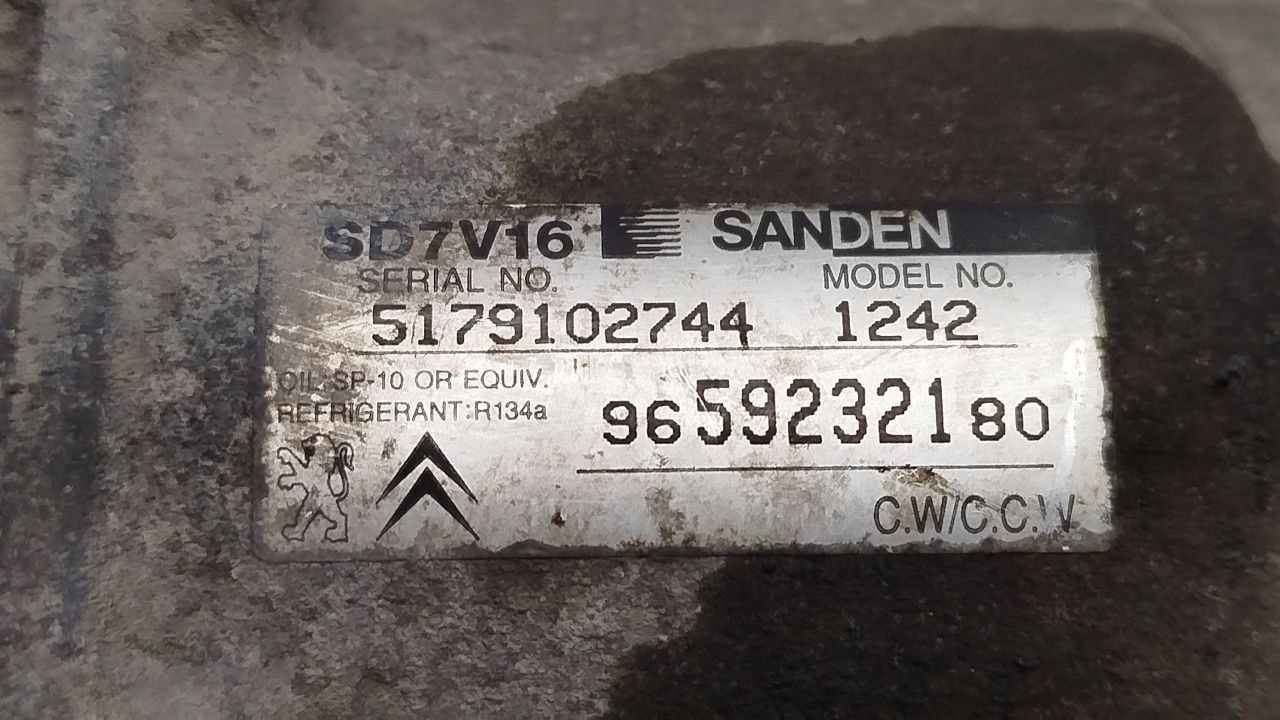 SD7V16 SANDEN
SERIAL NO. MODEL NO.
5179102744 1242
OIL: SP-10 OR EQUIV.
REFRIGERANT: R134a
9659232180
C.W/C.C.W